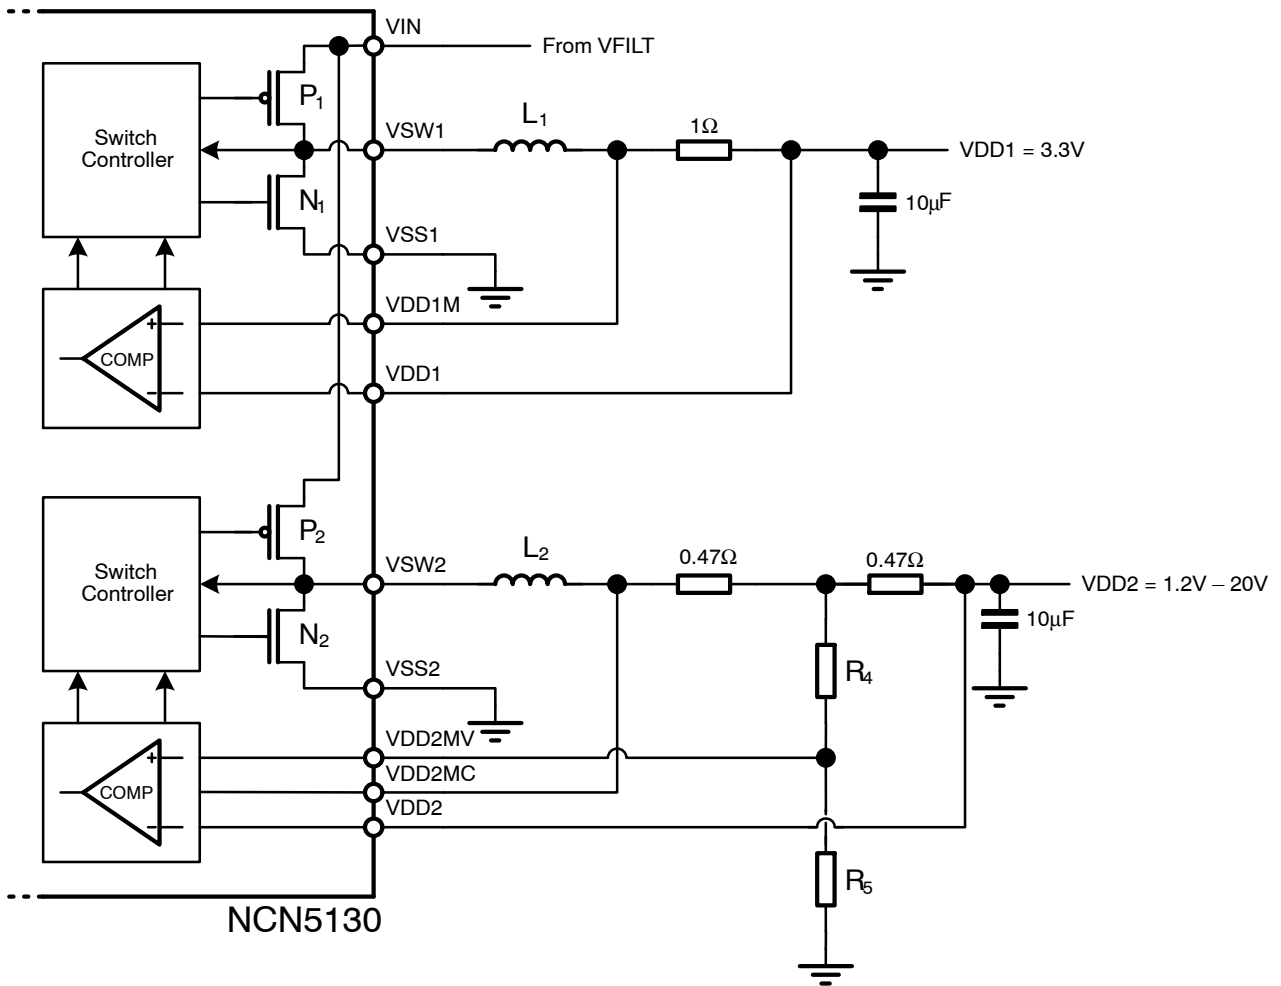 VIN
From VFILT
P1
Switch
Controller
VSW1
L1
1Ω
VDD1 = 3.3V
N1
10µF
VSS1
VDD1M
+
COMP
−
VDD1
P2
Switch
Controller
VSW2
L2
0.47Ω
0.47Ω
VDD2 = 1.2V – 20V
N2
10µF
VSS2
R4
VDD2MV
+
COMP
−
VDD2MC
VDD2
R5
NCN5130